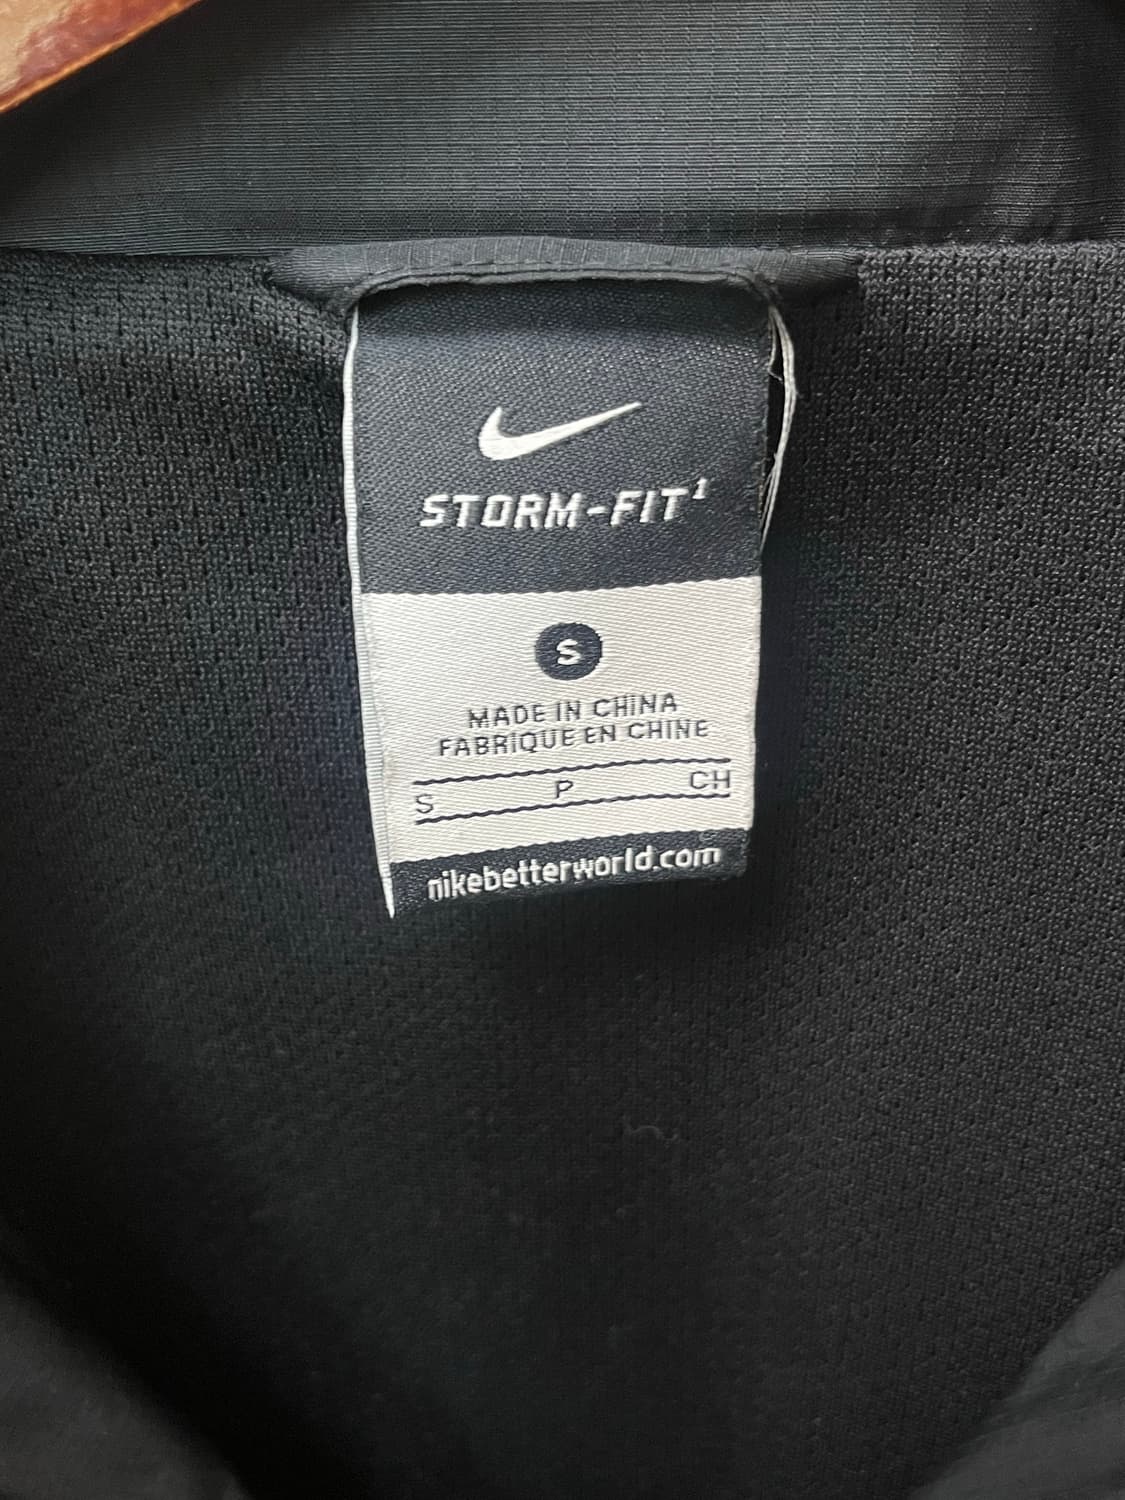 STORM-FIT¹
S
MADE IN CHINA
FABRIQUE EN CHINE
S P CH
nikebetterworld.com